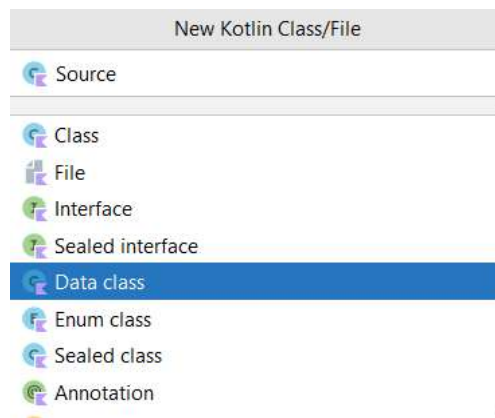 New Kotlin Class/File
Source
Class
File
Interface
Sealed interface
Data class
Enum class
Sealed class
Annotation